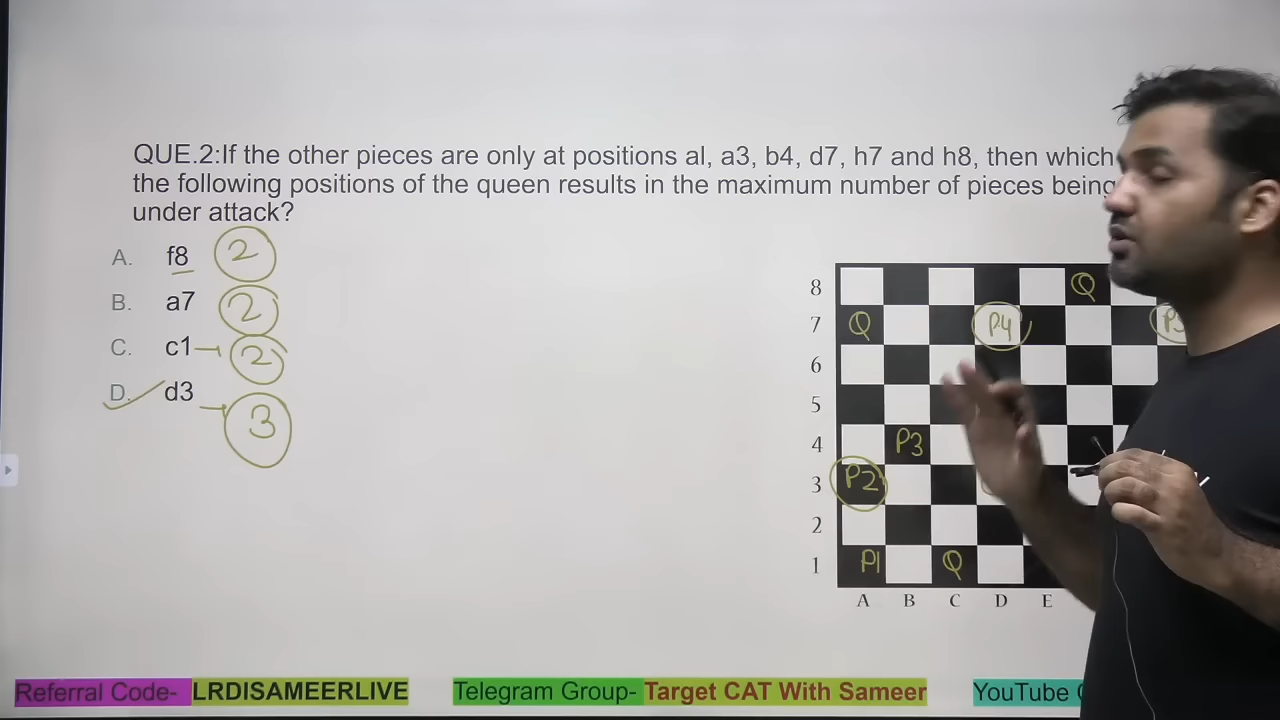 QUE.2:If the other pieces are only at positions al, a3, b4, d7, h7 and h8, then which
the following positions of the queen results in the maximum number of pieces being
under attack?
A. f8 2
B. a7 2
C. c1 2
D. d3 3
8 Q
7 Q P4
6
5
4 P3
3 P2
2
1 P1 Q
A B C D E
Referral Code- LRDISAMEERLIVE Telegram Group- Target CAT With Sameer YouTube